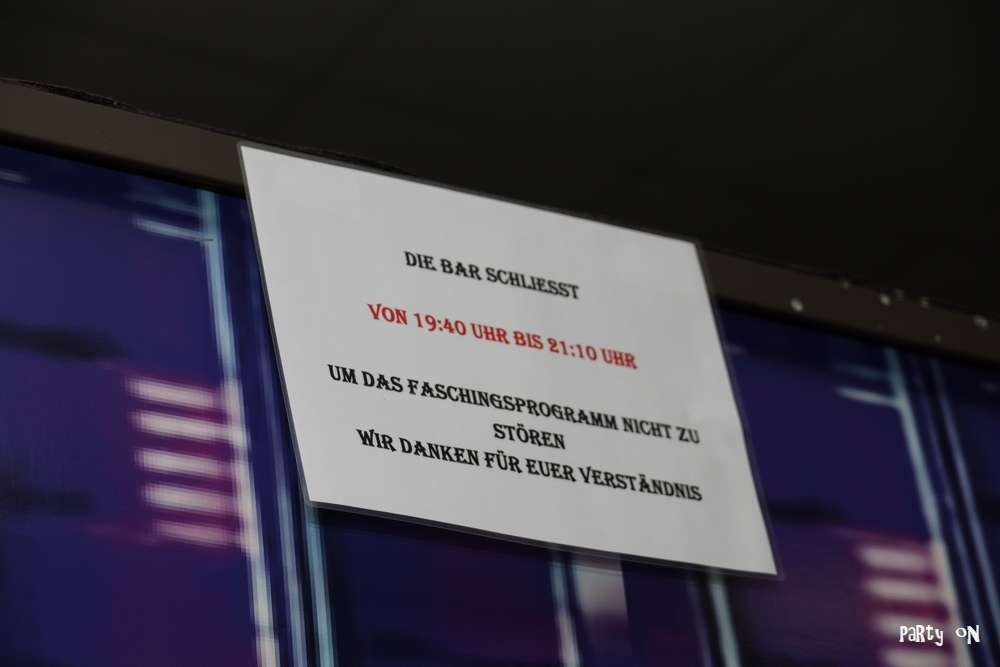 DIE BAR SCHLIESST
VON 19:40 UHR BIS 21:10 UHR
UM DAS FASCHINGSPROGRAMM NICHT ZU
STÖREN
WIR DANKEN FÜR EUER VERSTÄNDNIS
PaRty oN